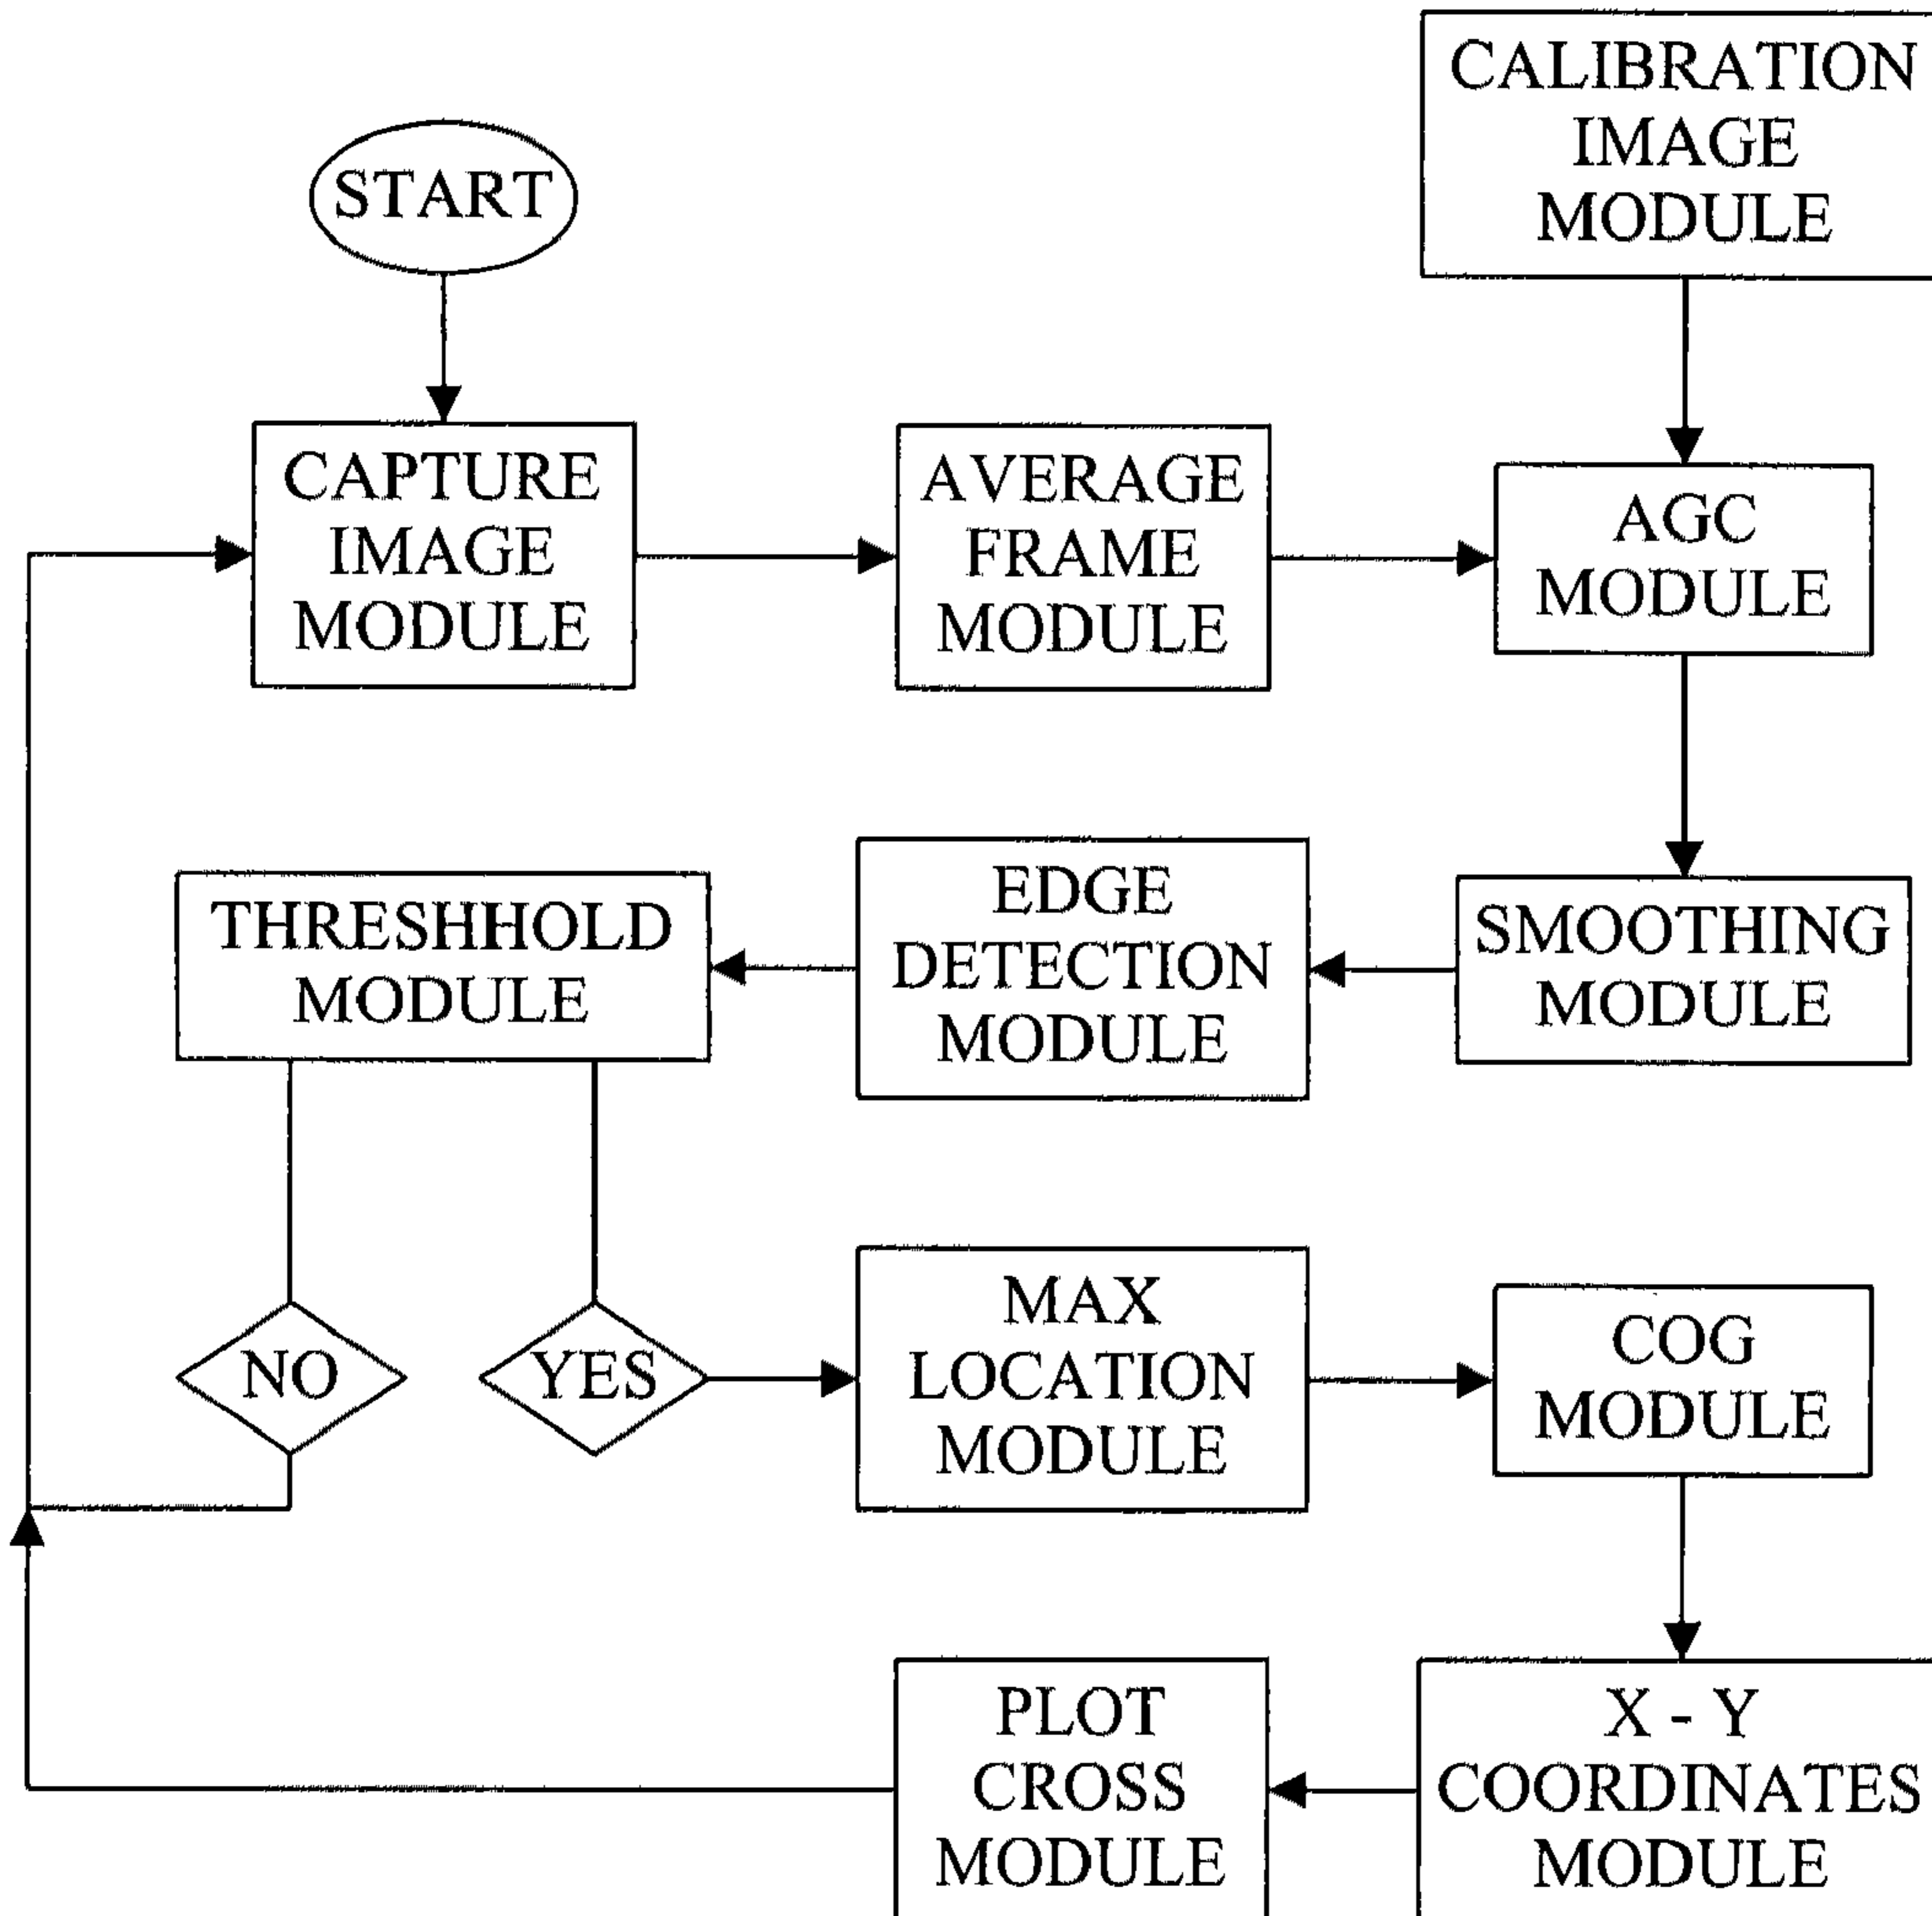 CALIBRATION
IMAGE
MODULE
START
CAPTURE
IMAGE
MODULE
AVERAGE
FRAME
MODULE
AGC
MODULE
THRESHHOLD
MODULE
EDGE
DETECTION
MODULE
SMOOTHING
MODULE
NO
YES
MAX
LOCATION
MODULE
COG
MODULE
PLOT
CROSS
MODULE
X - Y
COORDINATES
MODULE